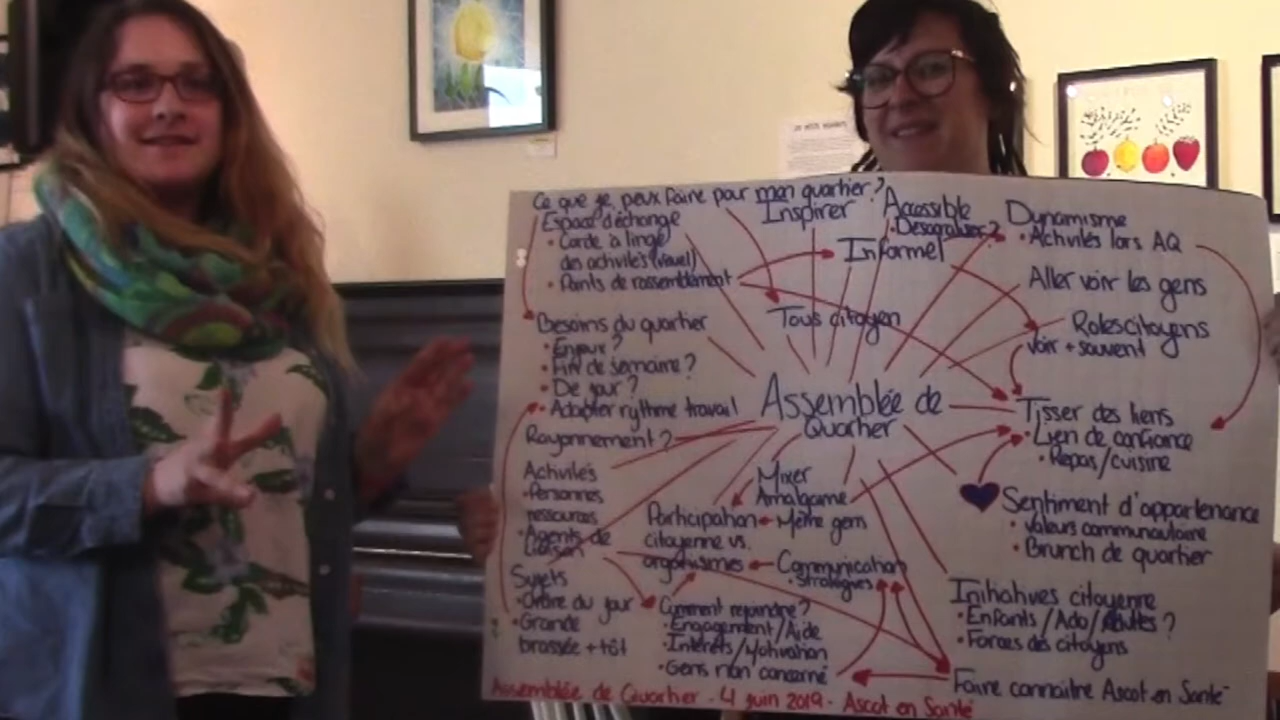 Ce que je peux faire pour mon quartier?
Espace d'échange
• Corde à linge
des activités (visuel)
• Points de rassemblement
Besoins du quartier
• Enjeux?
• Fin de semaine?
• De jour?
• Adapter rythme travail
Rayonnement?
Activités
• Personnes
ressources
• Agents de
liaison
Sujets
• Ordre du jour
• Grande
brassée + tôt
Inspirer
Accessible
• Désacraliser?
Informel
Tous citoyen
Assemblée de
Quartier
Mixer
Amalgame
• Même gens
Participation
citoyenne vs.
organismes
Communication
• Stratégies
Comment rejoindre?
• Engagement/Aide
• Intérêts/Motivation
• Gens non concerné
Dynamisme
• Activités lors AQ
Aller voir les gens
Roles citoyens
Voir + souvent
Tisser des liens
• Lien de confiance
• Repas/cuisine
Sentiment d'appartenance
• Valeurs communautaire
• Brunch de quartier
Initiatives citoyenne
• Enfants/Ado/Adultes?
• Forces des citoyens
Faire connaitre Ascot en Santé
Assemblée de Quartier - 4 juin 2019 - Ascot en Santé